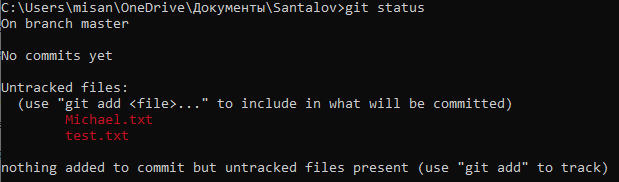 C:\Users\misan\OneDrive\Документы\Santalov>git status
On branch master
No commits yet
Untracked files:
(use "git add <file>..." to include in what will be committed)
Michael.txt
test.txt
nothing added to commit but untracked files present (use "git add" to track)